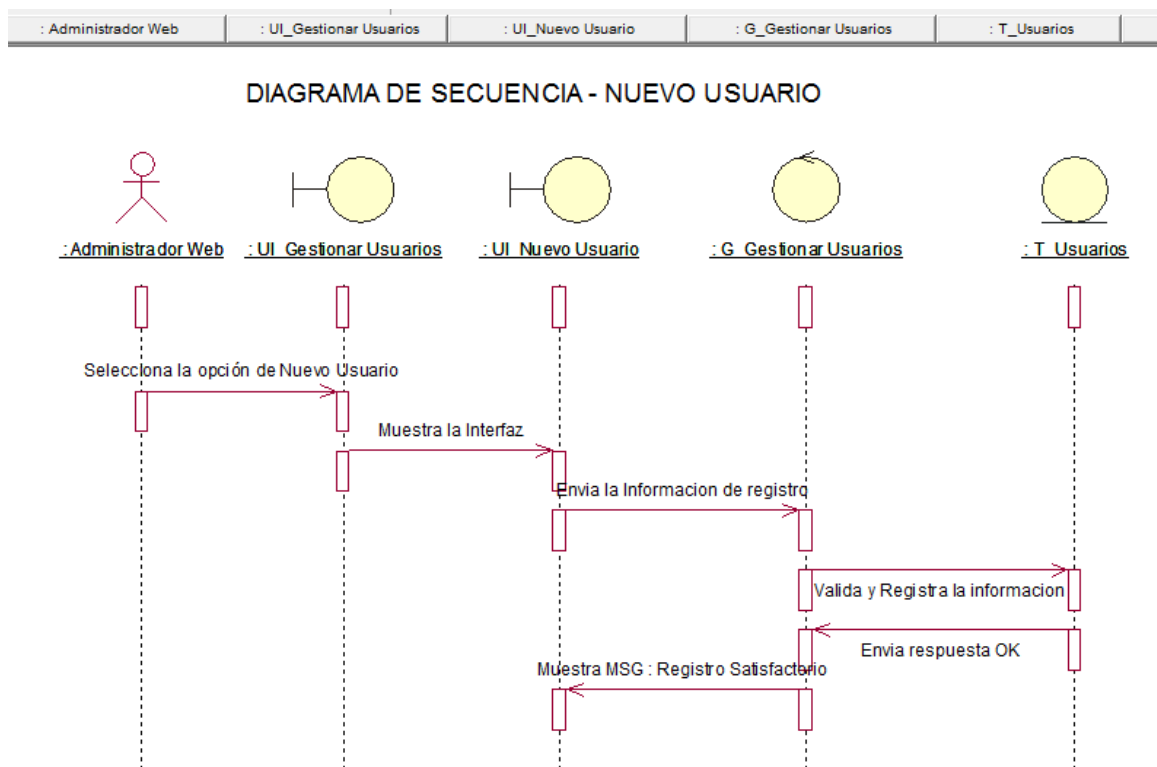 : Administrador Web
: UI_Gestionar Usuarios
: UI_Nuevo Usuario
: G_Gestionar Usuarios
: T_Usuarios
DIAGRAMA DE SECUENCIA - NUEVO USUARIO
: Administrador Web
: UI_Gestionar Usuarios
: UI_Nuevo Usuario
: G_Gestionar Usuarios
: T_Usuarios
Selecciona la opción de Nuevo Usuario
Muestra la Interfaz
Envia la Informacion de registro
Valida y Registra la informacion
Envia respuesta OK
Muestra MSG : Registro Satisfactorio